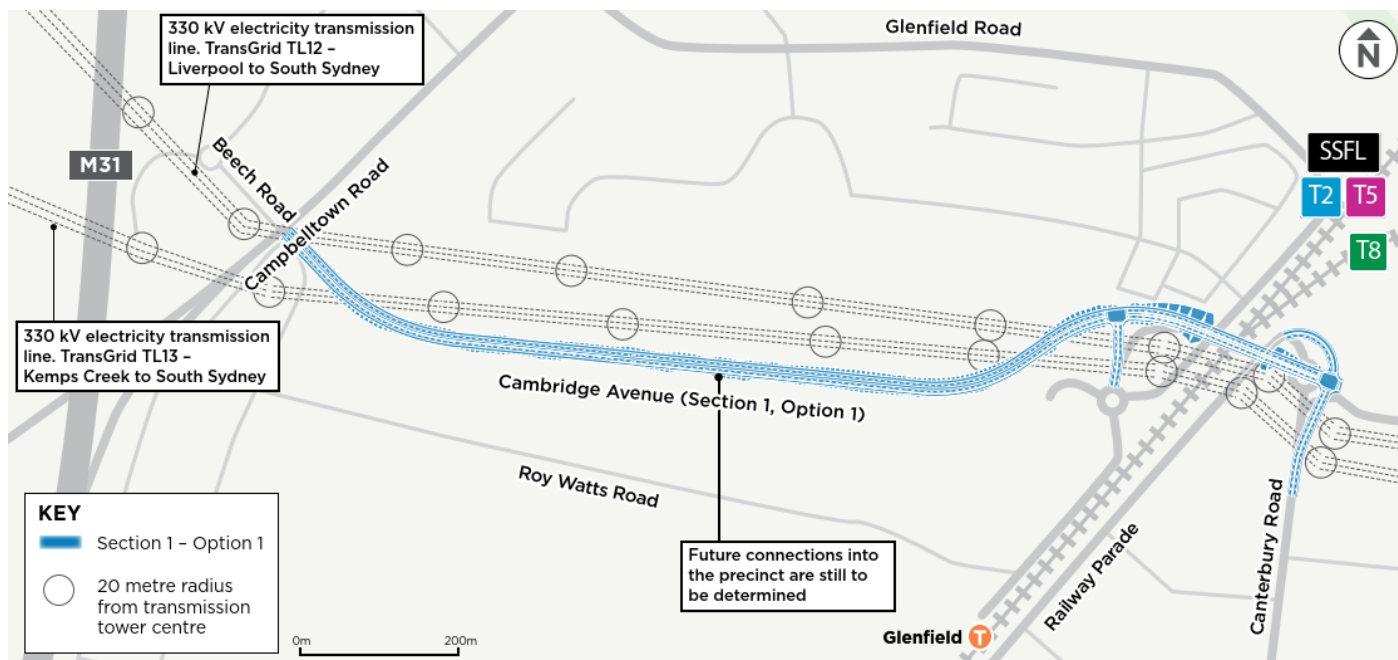 330 kV electricity transmission
line. TransGrid TL12 –
Liverpool to South Sydney
Glenfield Road
N
M31
Beech Road
Campbelltown Road
SSFL
T2
T5
T8
330 kV electricity transmission
line. TransGrid TL13 –
Kemps Creek to South Sydney
Cambridge Avenue (Section 1, Option 1)
Roy Watts Road
KEY
Section 1 – Option 1
20 metre radius
from transmission
tower centre
Future connections into
the precinct are still to
be determined
Railway Parade
Canterbury Road
Glenfield
T
0m
200m